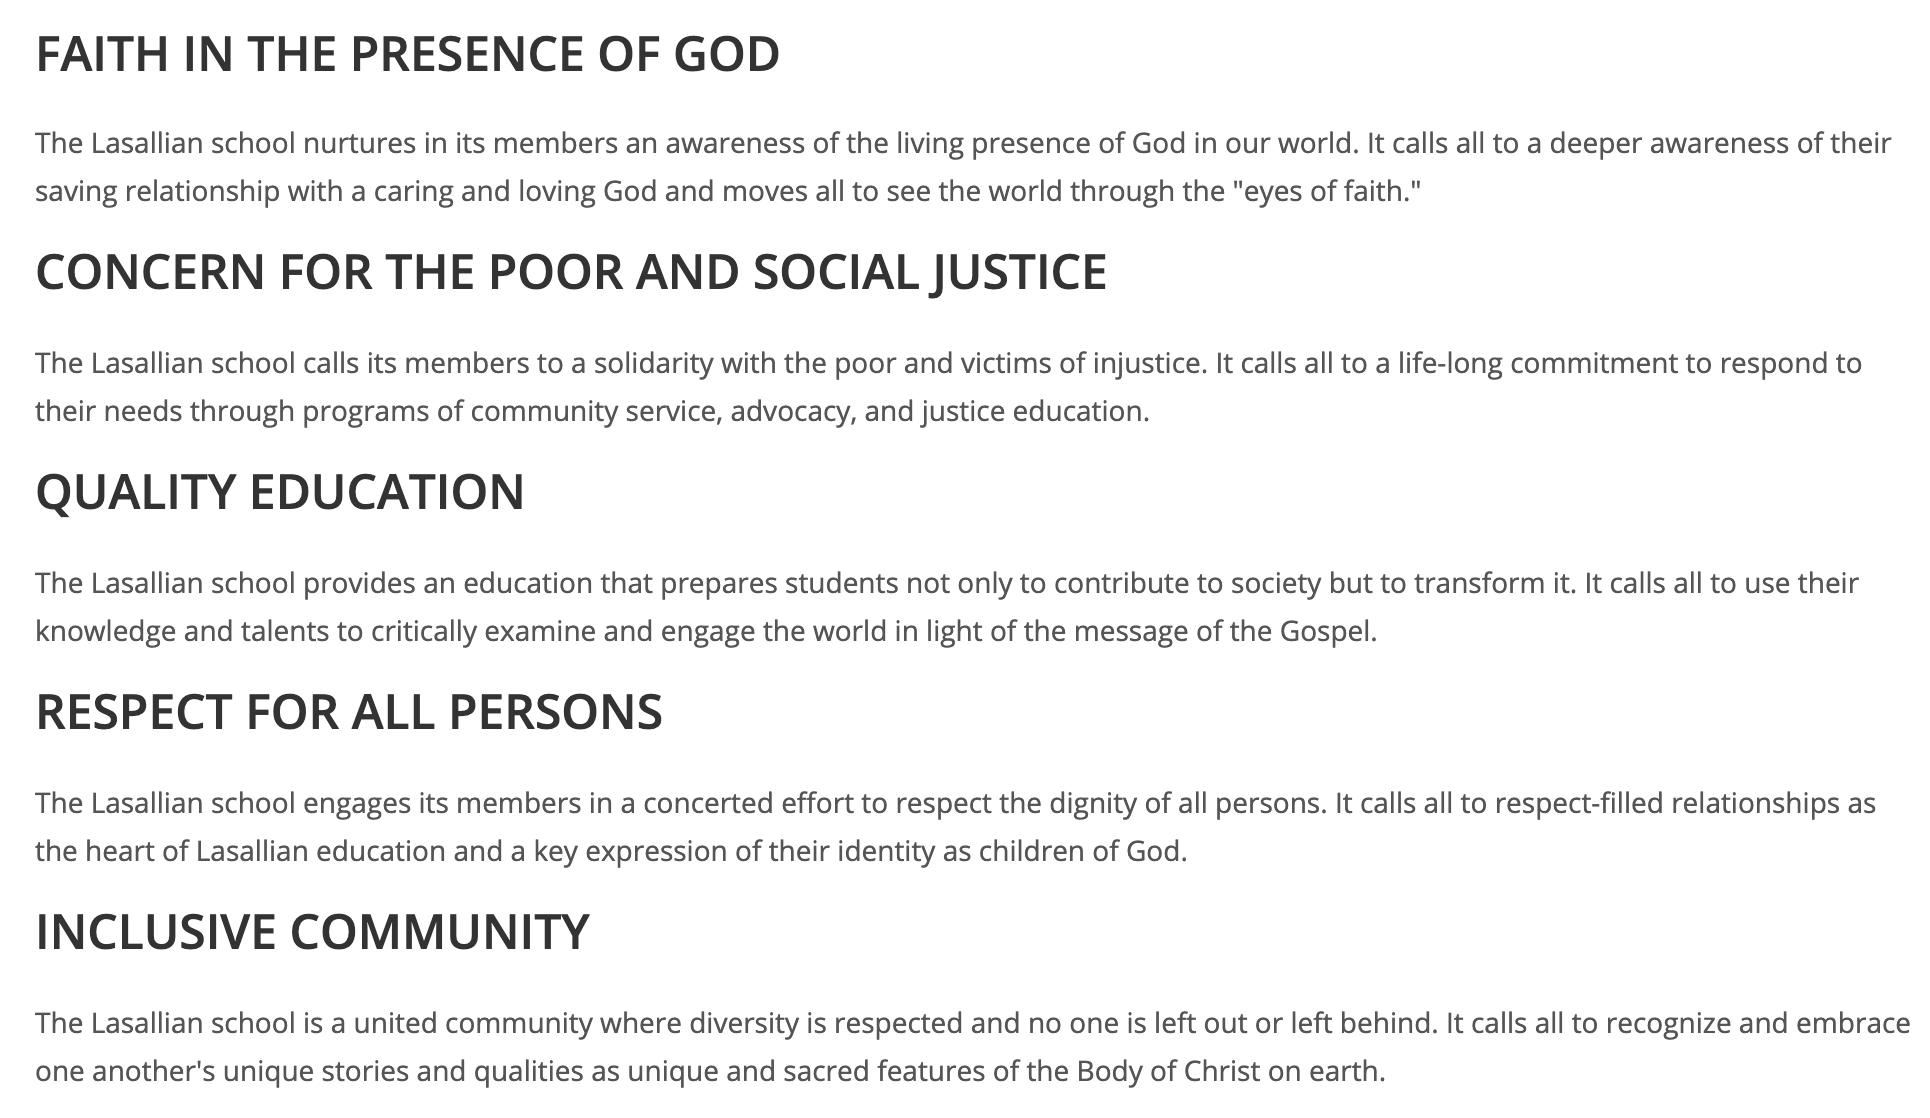 FAITH IN THE PRESENCE OF GOD
The Lasallian school nurtures in its members an awareness of the living presence of God in our world. It calls all to a deeper awareness of their
saving relationship with a caring and loving God and moves all to see the world through the "eyes of faith."
CONCERN FOR THE POOR AND SOCIAL JUSTICE
The Lasallian school calls its members to a solidarity with the poor and victims of injustice. It calls all to a life-long commitment to respond to
their needs through programs of community service, advocacy, and justice education.
QUALITY EDUCATION
The Lasallian school provides an education that prepares students not only to contribute to society but to transform it. It calls all to use their
knowledge and talents to critically examine and engage the world in light of the message of the Gospel.
RESPECT FOR ALL PERSONS
The Lasallian school engages its members in a concerted effort to respect the dignity of all persons. It calls all to respect-filled relationships as
the heart of Lasallian education and a key expression of their identity as children of God.
INCLUSIVE COMMUNITY
The Lasallian school is a united community where diversity is respected and no one is left out or left behind. It calls all to recognize and embrace
one another's unique stories and qualities as unique and sacred features of the Body of Christ on earth.